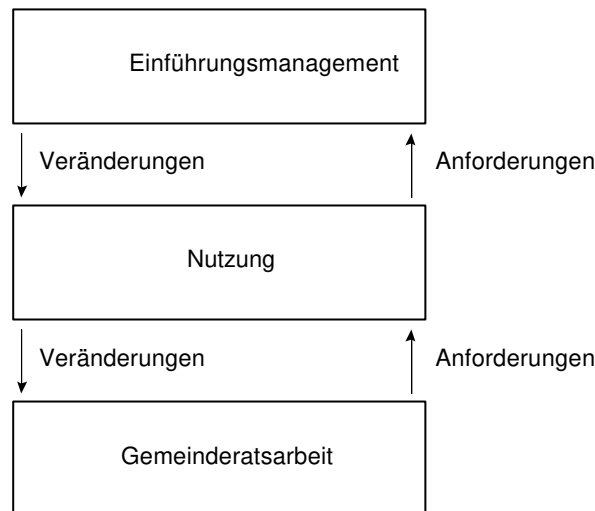 Einführungsmanagement
Veränderungen
Anforderungen
Nutzung
Veränderungen
Anforderungen
Gemeinderatsarbeit